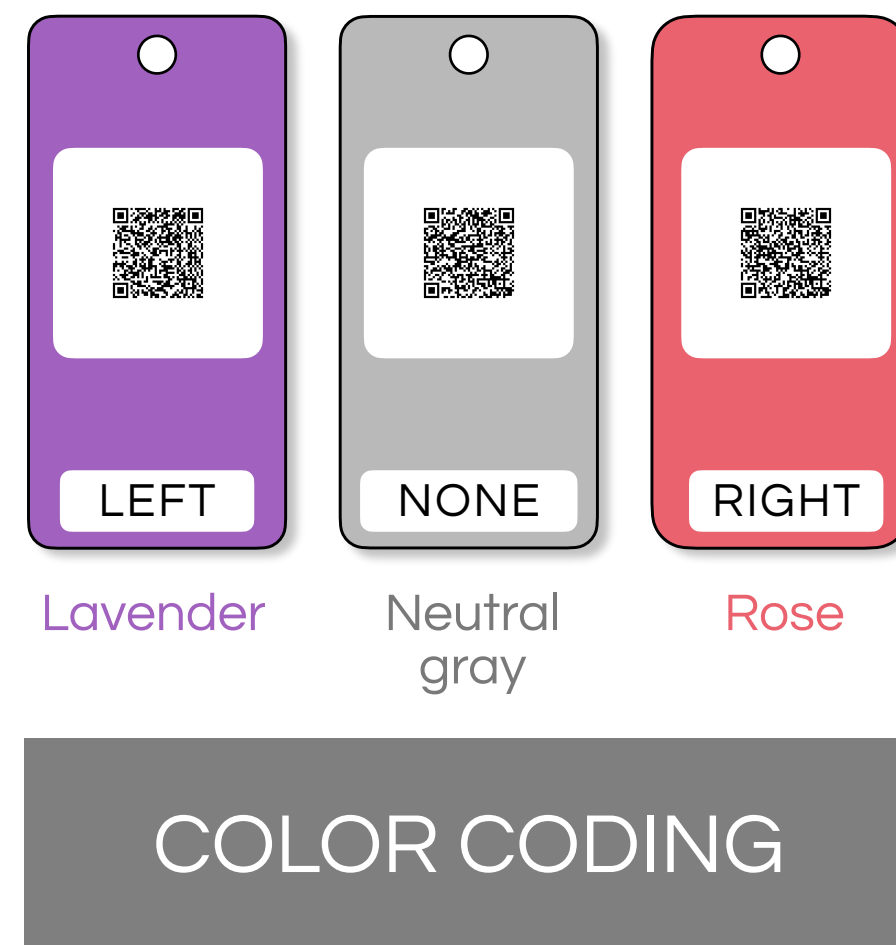 LEFT
NONE
RIGHT
Lavender
Neutral
gray
Rose
COLOR CODING